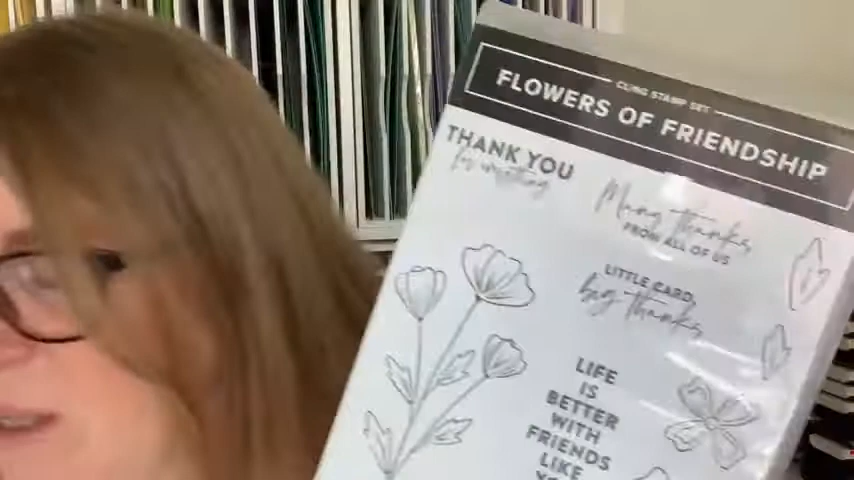 CLING STAMP SET
FLOWERS OF FRIENDSHIP
THANK YOU
for
Many thanks
FROM ALL OF US
LITTLE CARD,
big thanks
LIFE
IS
BETTER
WITH
FRIENDS
LIKE